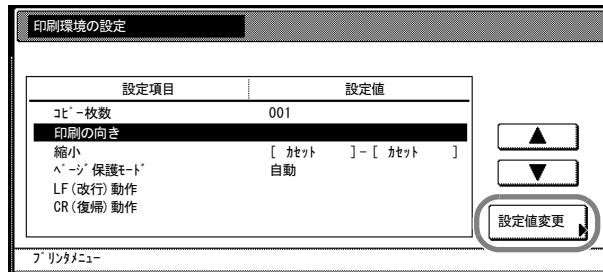 印刷環境の設定
設定項目 設定値
ｺﾋﾟｰ枚数 001
印刷の向き
縮小 [ ｶｾｯﾄ ]－[ ｶｾｯﾄ ]
ﾍﾟｰｼﾞ保護ﾓｰﾄﾞ 自動
LF(改行)動作
CR(復帰)動作
設定値変更
ﾌﾟﾘﾝﾀﾒﾆｭｰ